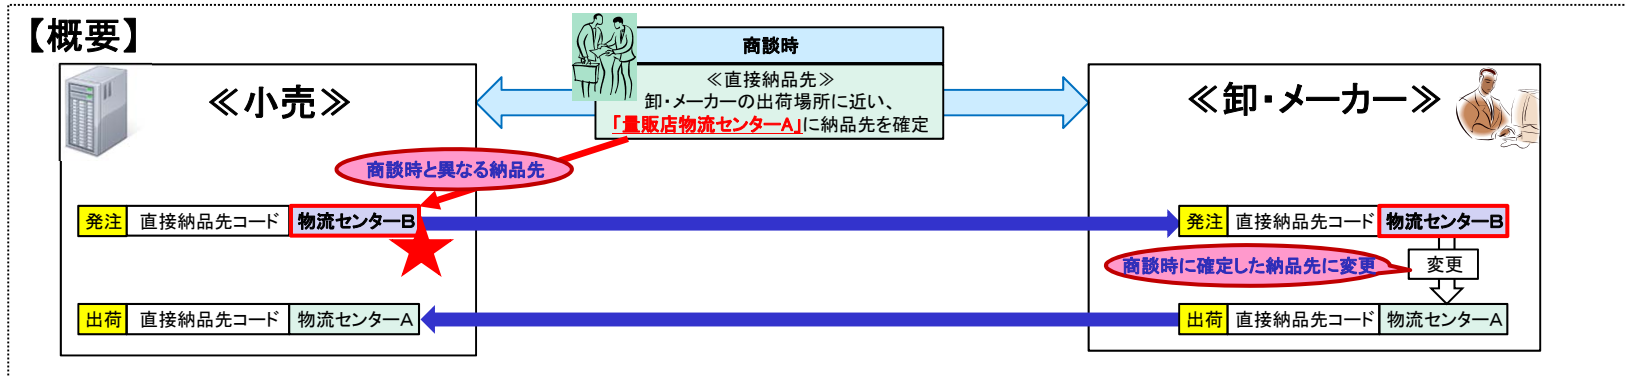 【概要】
商談時
≪直接納品先≫
卸・メーカーの出荷場所に近い、
「量販店物流センターA」に納品先を確定
≪小売≫
≪卸・メーカー≫
商談時と異なる納品先
発注 直接納品先コード 物流センターB
発注 直接納品先コード 物流センターB
商談時に確定した納品先に変更
変更
出荷 直接納品先コード 物流センターA
出荷 直接納品先コード 物流センターA